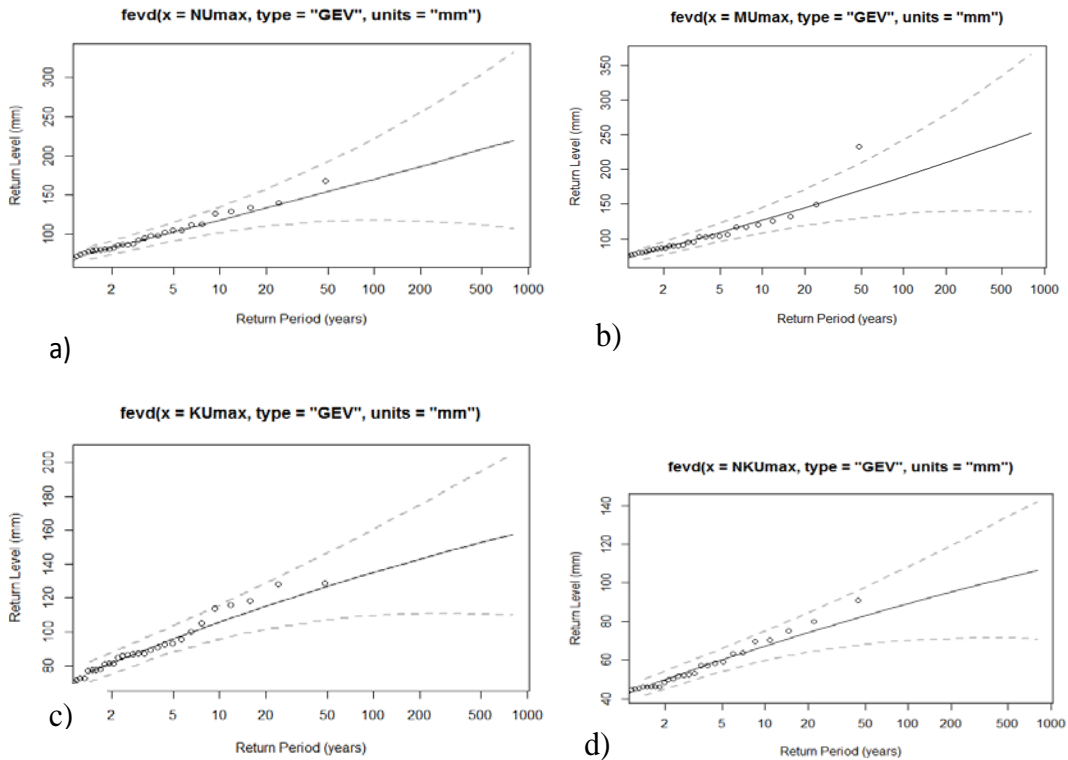 fevd(x = NUmax, type = "GEV", units = "mm")
Return Level (mm)
300
250
200
150
100
2 5 10 20 50 100 200 500 1000
Return Period (years)
a)
fevd(x = MUmax, type = "GEV", units = "mm")
Return Level (mm)
350
300
250
200
150
100
2 5 10 20 50 100 200 500 1000
Return Period (years)
b)
fevd(x = KUmax, type = "GEV", units = "mm")
Return Level (mm)
200
180
160
140
120
100
80
2 5 10 20 50 100 200 500 1000
Return Period (years)
c)
fevd(x = NKUmax, type = "GEV", units = "mm")
Return Level (mm)
140
120
100
80
60
40
2 5 10 20 50 100 200 500 1000
Return Period (years)
d)